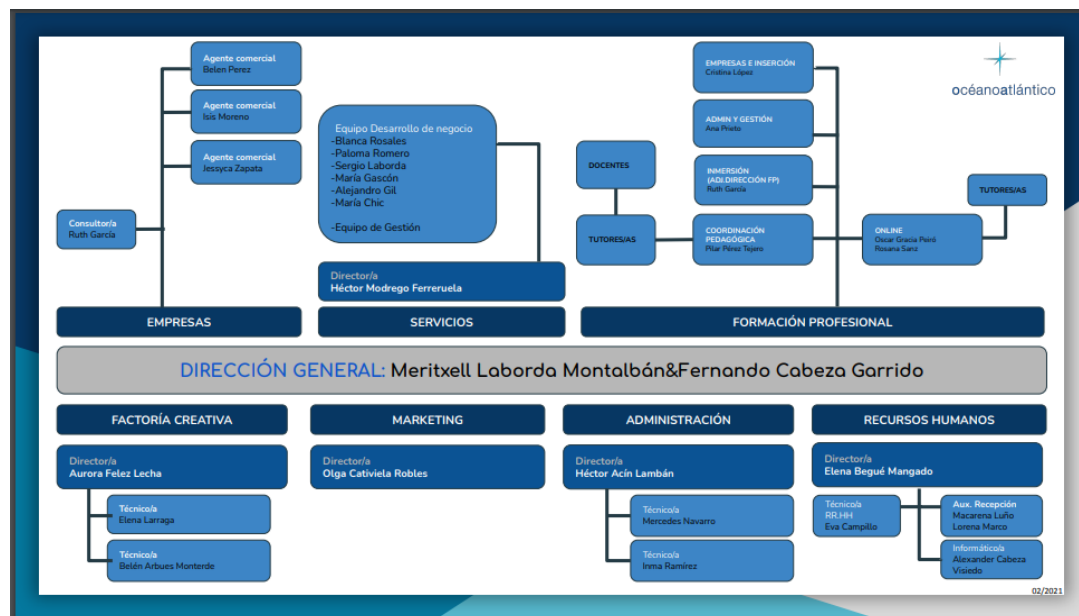 océanoatlántico
Agente comercial
Belen Perez
Agente comercial
Isis Moreno
Agente comercial
Jessyca Zapata
Consultor/a
Ruth García
EMPRESAS
Equipo Desarrollo de negocio
-Blanca Rosales
-Paloma Romero
-Sergio Laborda
-María Gascón
-Alejandro Gil
-María Chic
-Equipo de Gestión
Director/a
Héctor Modrego Ferreruela
SERVICIOS
EMPRESAS E INSERCIÓN
Cristina López
ADMIN Y GESTIÓN
Ana Prieto
INMERSIÓN
(ADJ.DIRECCIÓN FP)
Ruth García
DOCENTES
TUTORES/AS
COORDINACIÓN
PEDAGÓGICA
Pilar Pérez Tejero
ONLINE
Oscar Gracia Peiró
Rosana Sanz
TUTORES/AS
FORMACIÓN PROFESIONAL
DIRECCIÓN GENERAL: Meritxell Laborda Montalbán&Fernando Cabeza Garrido
FACTORÍA CREATIVA
Director/a
Aurora Felez Lecha
Técnico/a
Elena Larraga
Técnico/a
Belén Arbues Monterde
MARKETING
Director/a
Olga Cativiela Robles
ADMINISTRACIÓN
Director/a
Héctor Acín Lambán
Técnico/a
Mercedes Navarro
Técnico/a
Inma Ramírez
RECURSOS HUMANOS
Director/a
Elena Begué Mangado
Técnico/a
RR.HH
Eva Campillo
Aux. Recepción
Macarena Luño
Lorena Marco
Informático/a
Alexander Cabeza
Visiedo
02/2021